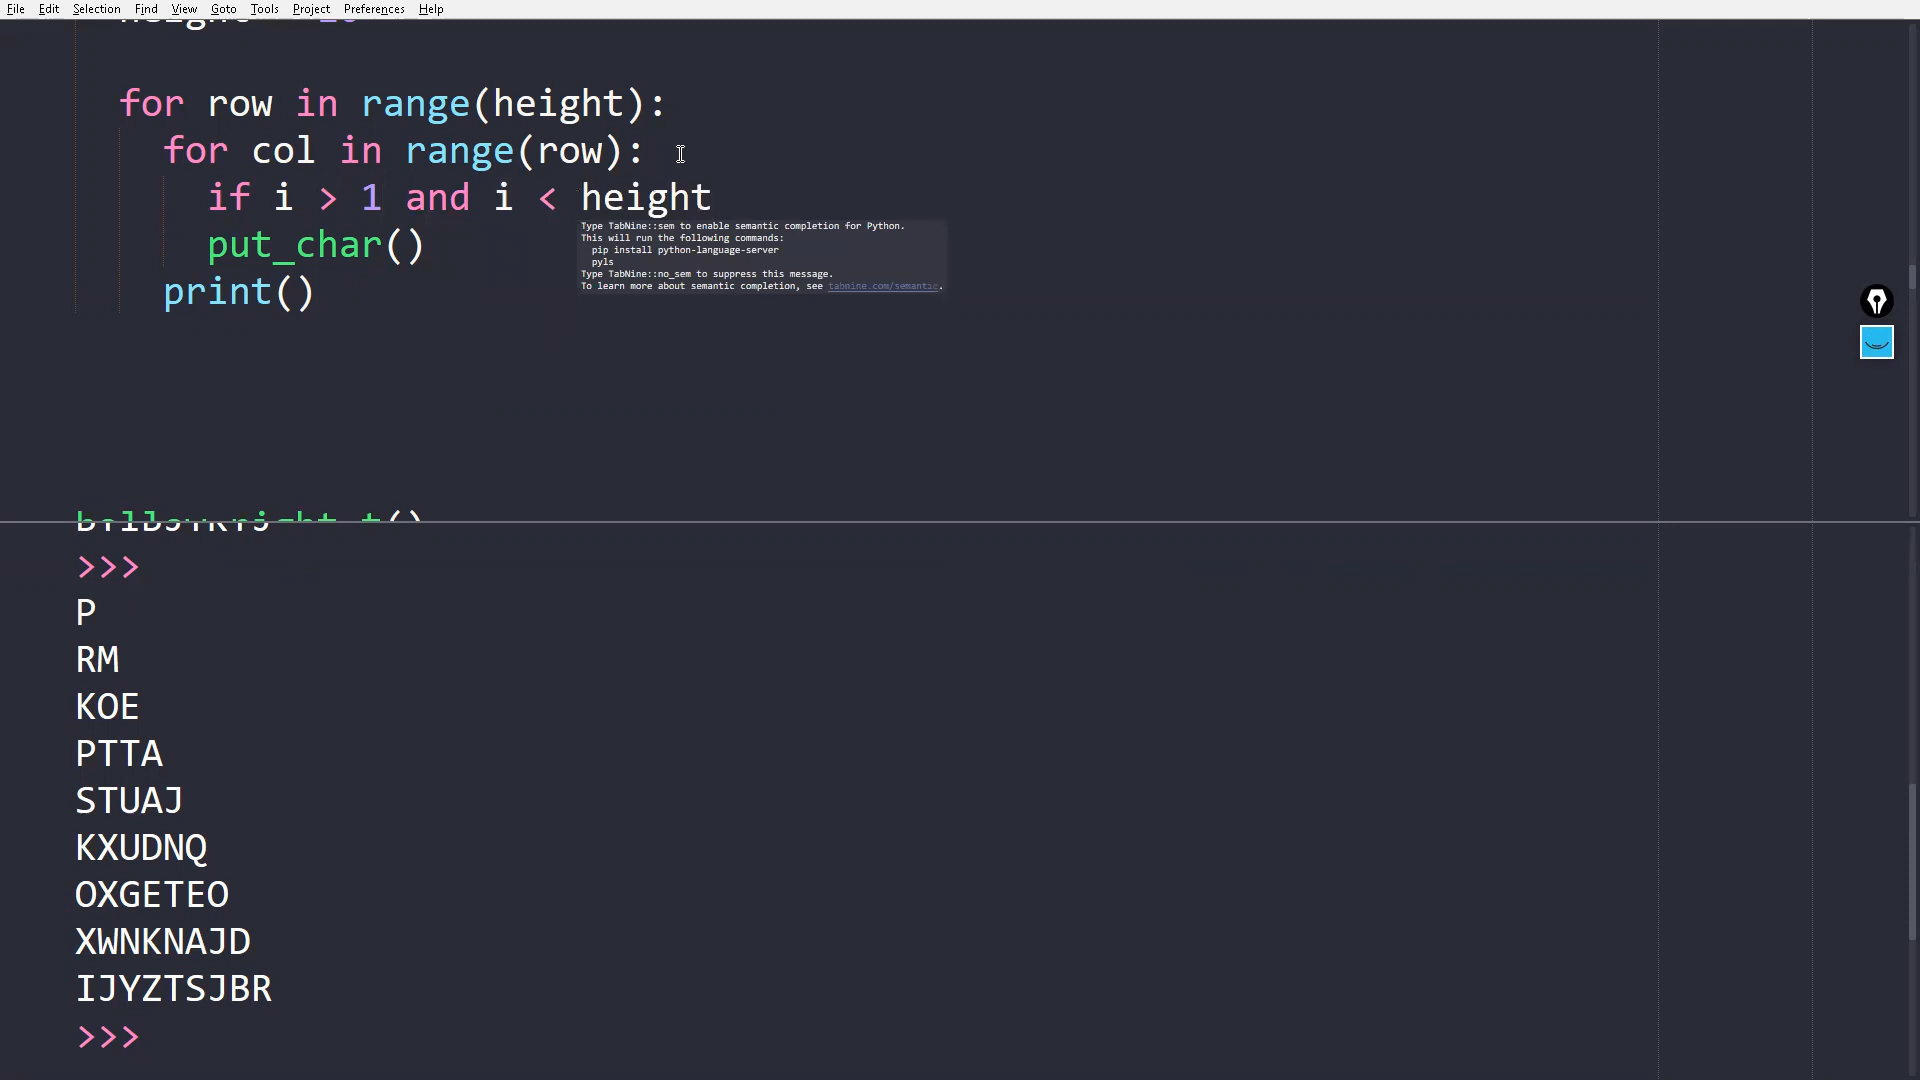 File Edit Selection Find View Goto Tools Project Preferences Help
for row in range(height):
for col in range(row):
if i > 1 and i < height
put_char()
print()
Type TabNine::sem to enable semantic completion for Python.
This will run the following commands:
pip install python-language-server
pyls
Type TabNine::no_sem to suppress this message.
To learn more about semantic completion, see tabnine.com/semantic.
>>>
P
RM
KOE
PTTA
STUAJ
KXUDNQ
OXGETEO
XWNKNAJD
IJYZTSJBR
>>>